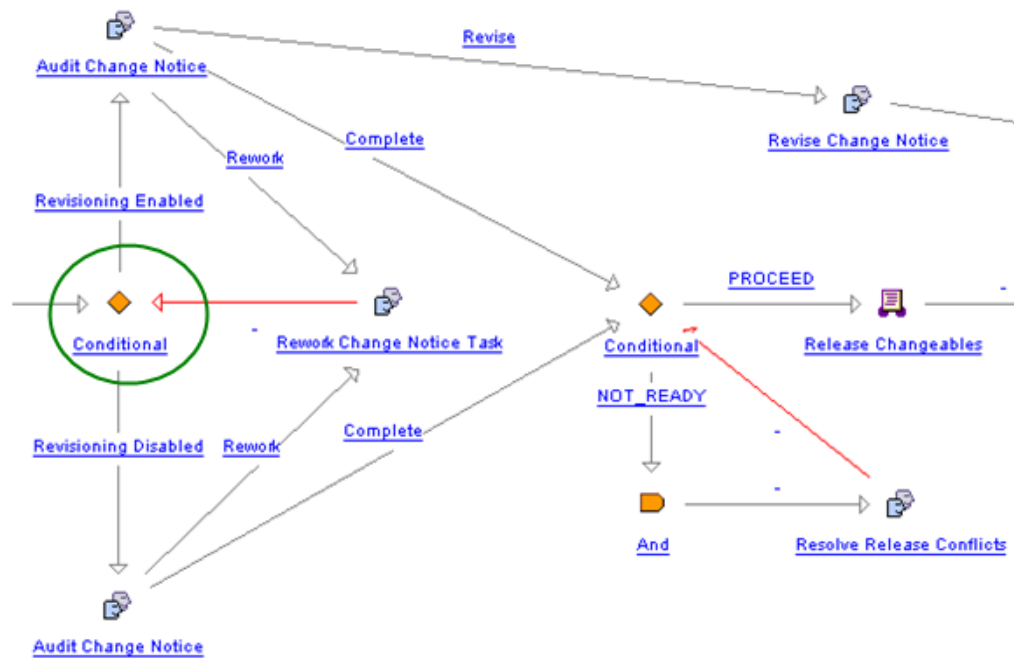 Revise
Audit Change Notice
Complete
Revise Change Notice
Rework
Revisioning Enabled
PROCEED
-
-
Conditional
Rework Change Notice Task
Conditional
Release Changeables
NOT_READY
Complete
-
Revisioning Disabled
Rework
-
And
Resolve Release Conflicts
Audit Change Notice